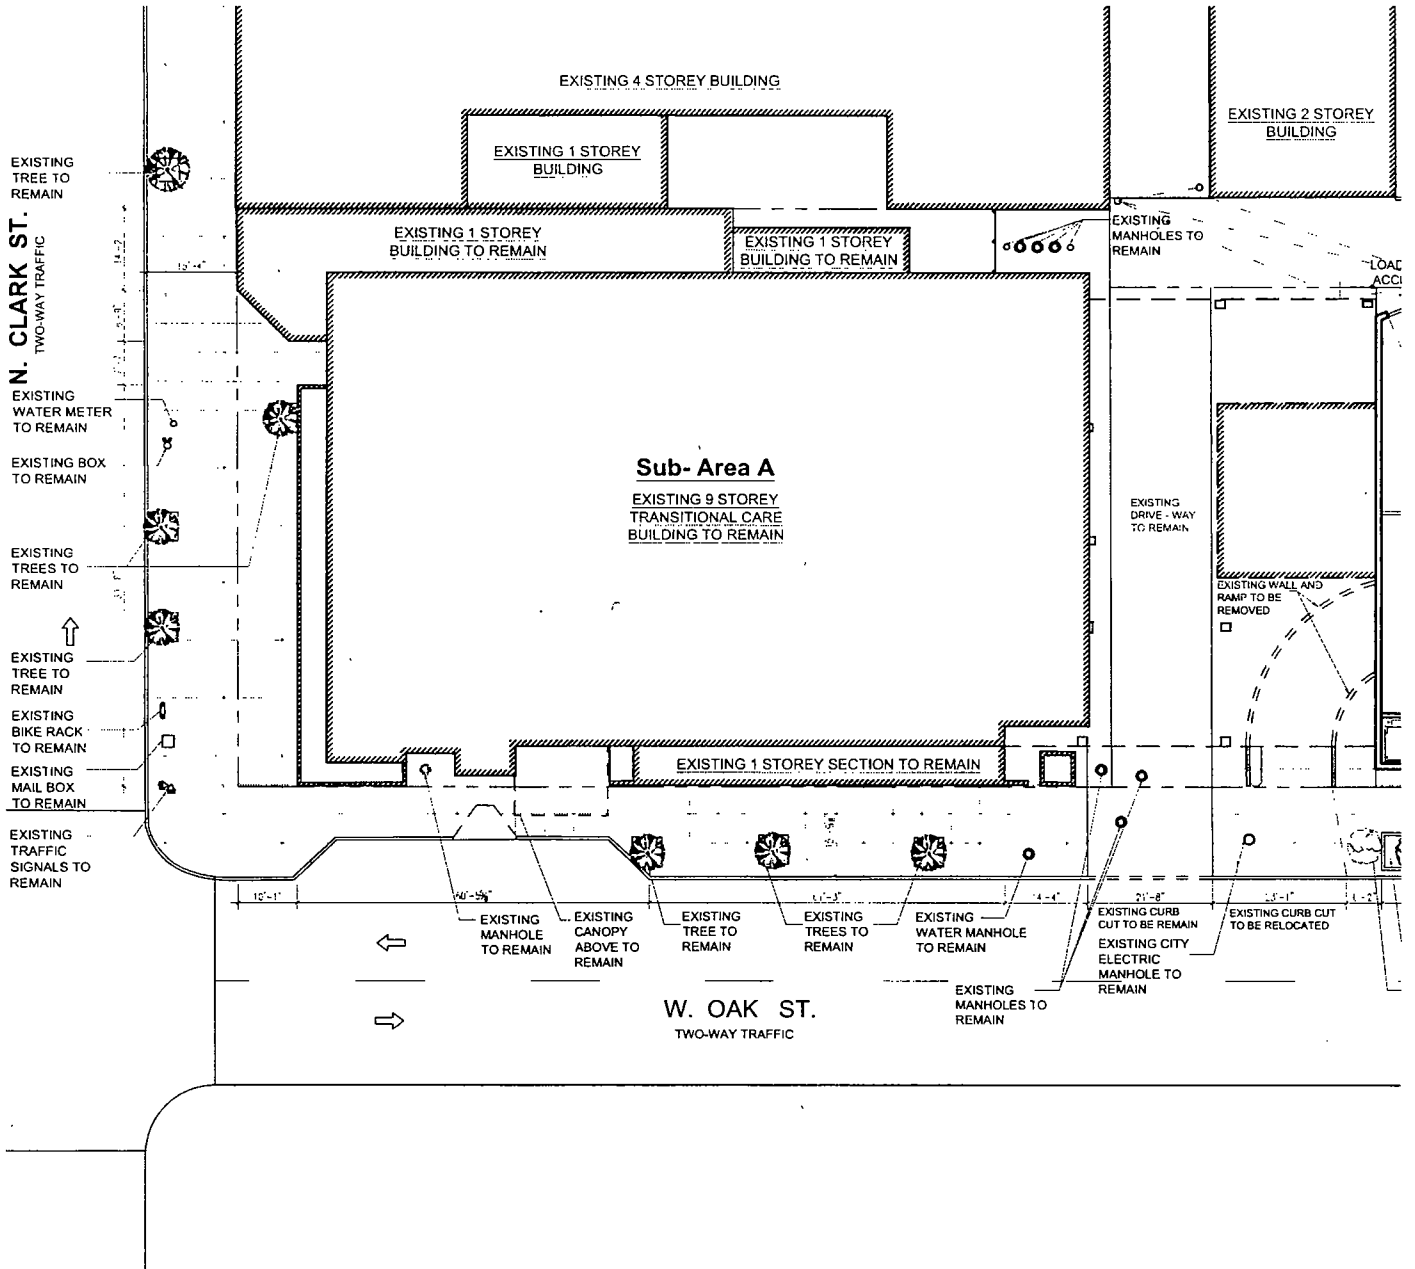 EXISTING 4 STOREY BUILDING
EXISTING 2 STOREY
BUILDING
EXISTING 1 STOREY
BUILDING
EXISTING
TREE TO
REMAIN
N. CLARK ST.
TWO-WAY TRAFFIC
EXISTING 1 STOREY
BUILDING TO REMAIN
EXISTING 1 STOREY
BUILDING TO REMAIN
EXISTING
MANHOLES TO
REMAIN
EXISTING
WATER METER
TO REMAIN
EXISTING BOX
TO REMAIN
Sub- Area A
EXISTING 9 STOREY
TRANSITIONAL CARE
BUILDING TO REMAIN
EXISTING
DRIVE - WAY
TO REMAIN
EXISTING
TREES TO
REMAIN
EXISTING WALL AND
RAMP TO BE
REMOVED
EXISTING
TREE TO
REMAIN
EXISTING
BIKE RACK
TO REMAIN
EXISTING
MAIL BOX
TO REMAIN
EXISTING 1 STOREY SECTION TO REMAIN
EXISTING
TRAFFIC
SIGNALS TO
REMAIN
10'-1"
14'-4"
21'-8"
EXISTING
MANHOLE
TO REMAIN
EXISTING
CANOPY
ABOVE TO
REMAIN
EXISTING
TREE TO
REMAIN
EXISTING
TREES TO
REMAIN
EXISTING
WATER MANHOLE
TO REMAIN
EXISTING CURB
CUT TO BE REMAIN
EXISTING CURB CUT
TO BE RELOCATED
EXISTING CITY
ELECTRIC
MANHOLE TO
REMAIN
EXISTING
MANHOLES TO
REMAIN
W. OAK ST.
TWO-WAY TRAFFIC